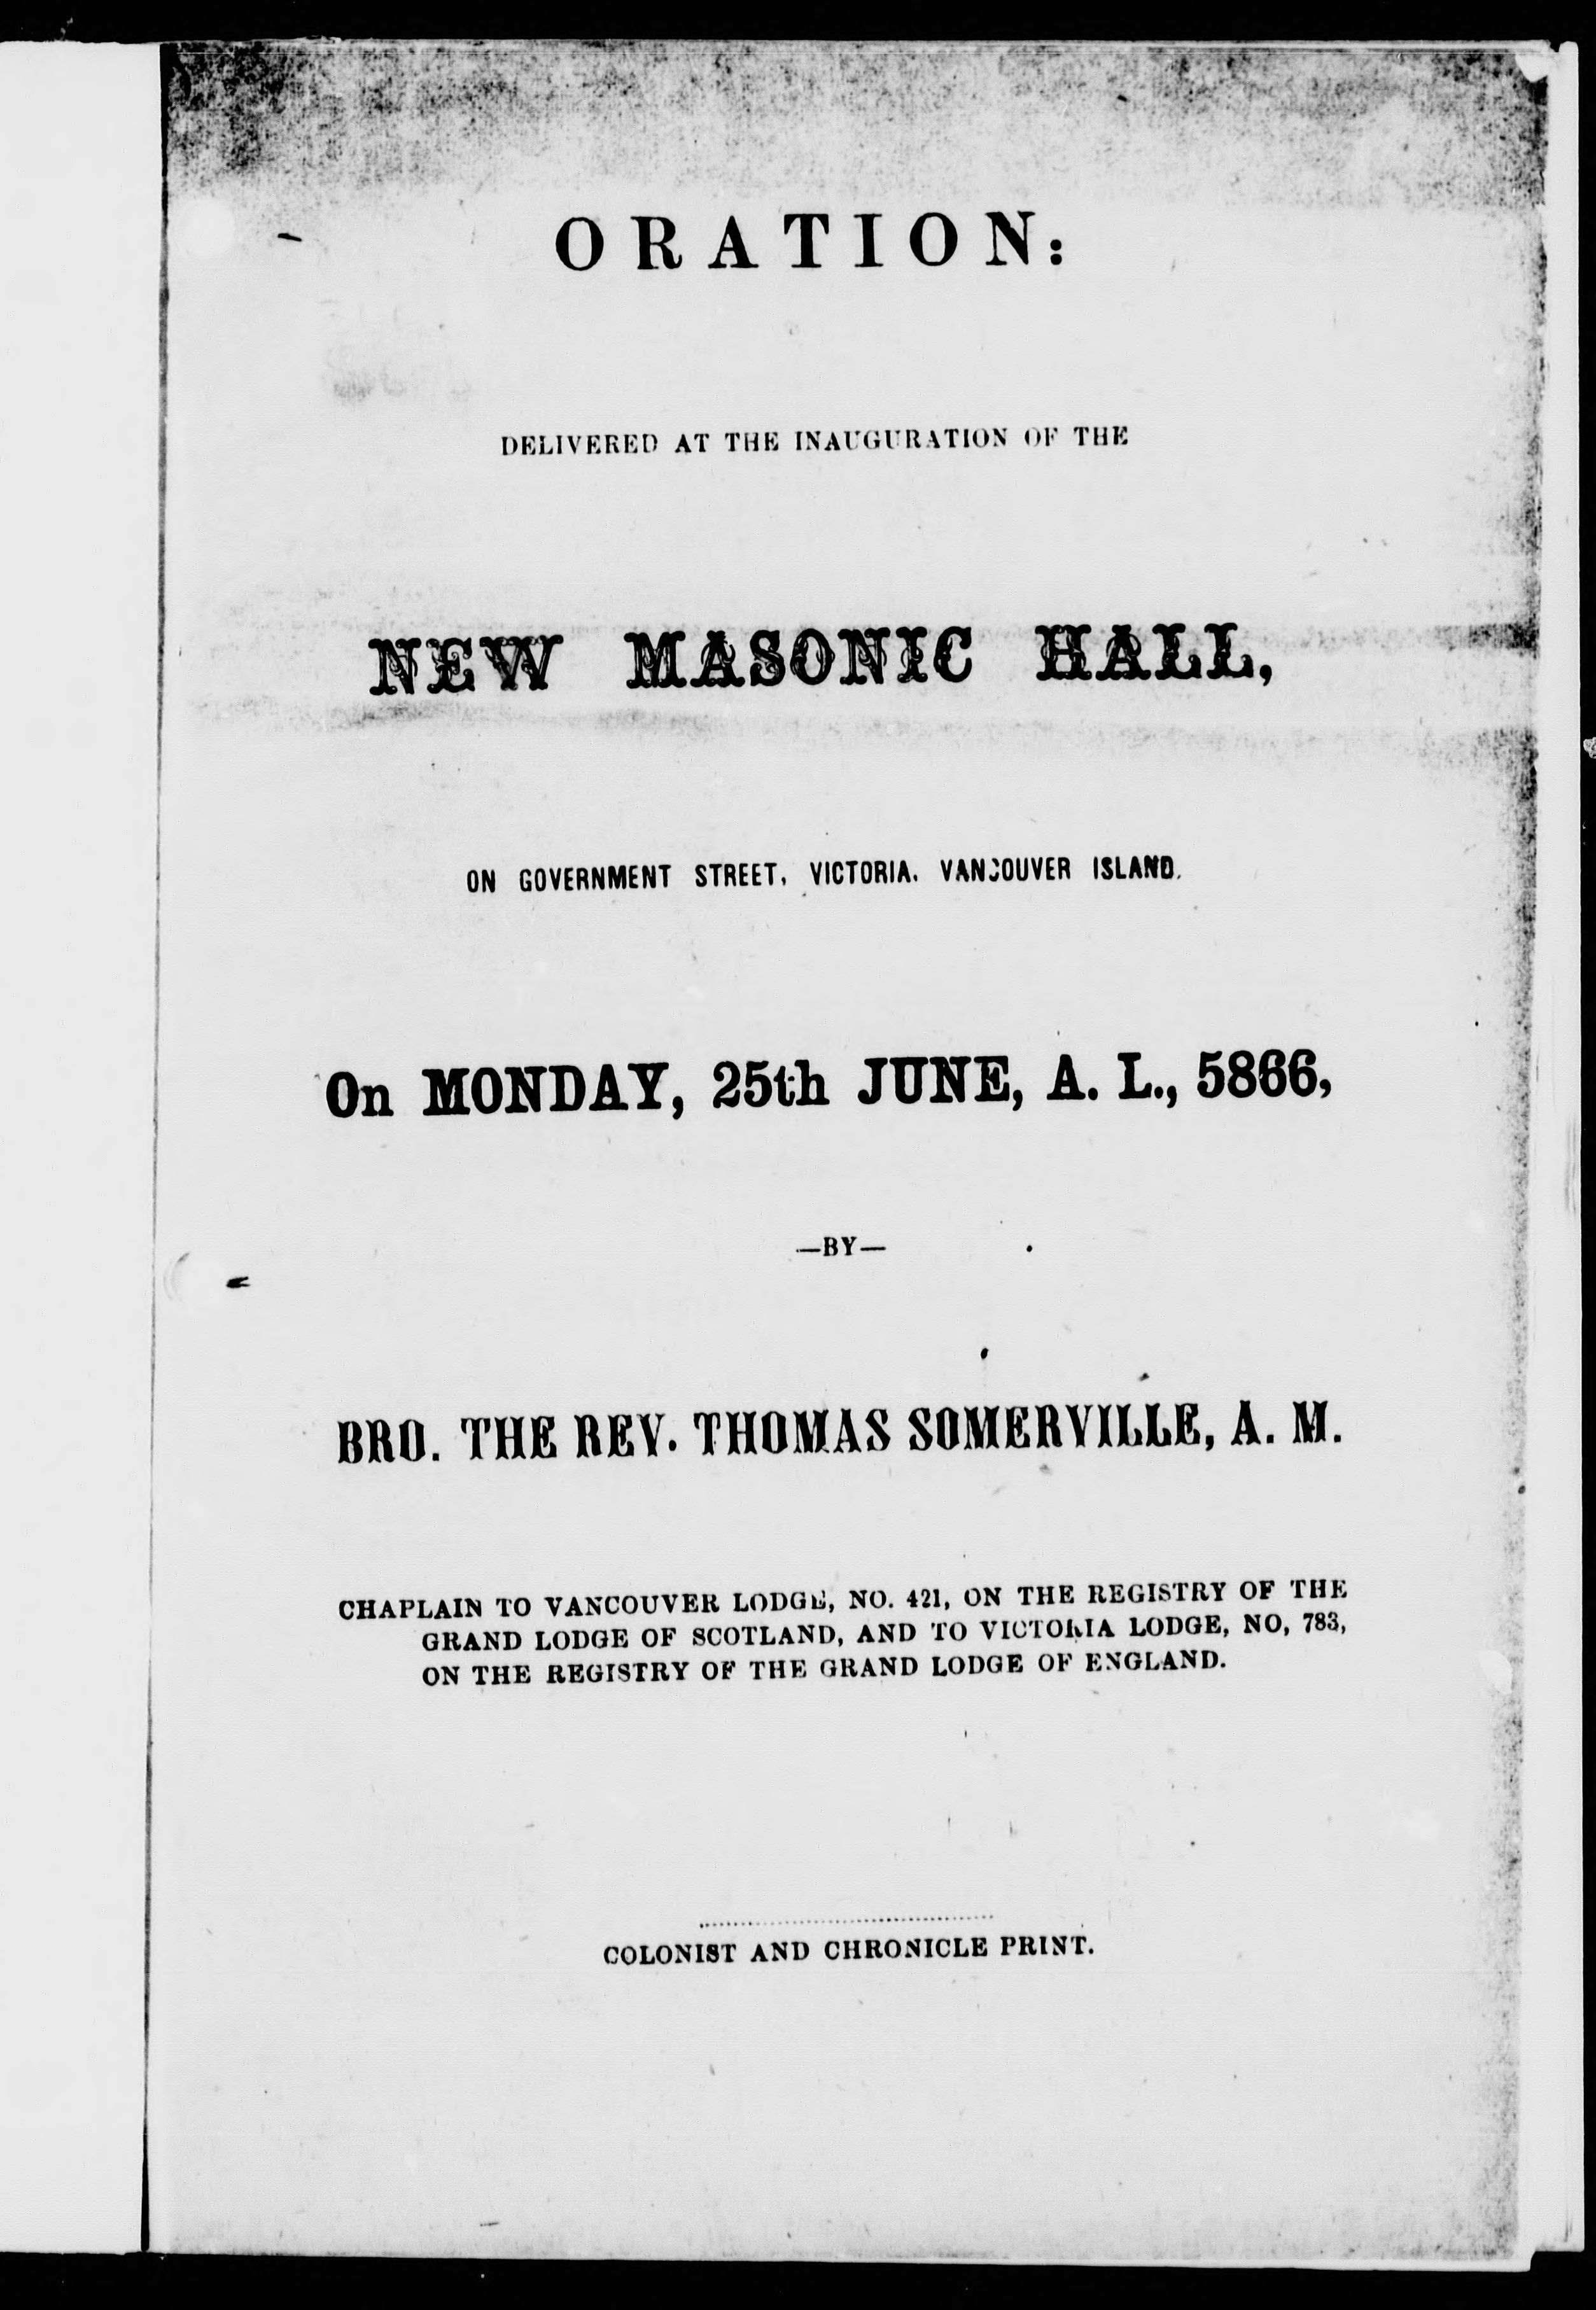 ORATION:
DELIVERED AT THE INAUGURATION OF THE
NEW MASONIC HALL,
ON GOVERNMENT STREET, VICTORIA, VANCOUVER ISLAND.
On MONDAY, 25th JUNE, A. L., 5866,
—BY—
BRO. THE REV. THOMAS SOMERVILLE, A. M.
CHAPLAIN TO VANCOUVER LODGE, NO. 421, ON THE REGISTRY OF THE
GRAND LODGE OF SCOTLAND, AND TO VICTORIA LODGE, NO, 783,
ON THE REGISTRY OF THE GRAND LODGE OF ENGLAND.
COLONIST AND CHRONICLE PRINT.